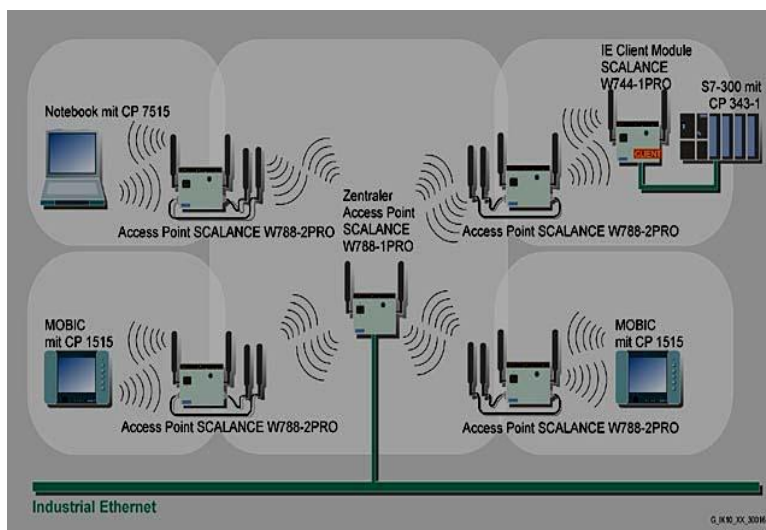 Notebook mit CP 7515
Access Point SCALANCE W788-2PRO
Zentraler
Access Point
SCALANCE
W788-1PRO
IE Client Module
SCALANCE
W744-1PRO
S7-300 mit
CP 343-1
CLIENT
Access Point SCALANCE W788-2PRO
MOBIC
mit CP 1515
Access Point SCALANCE W788-2PRO
MOBIC
mit CP 1515
Access Point SCALANCE W788-2PRO
Industrial Ethernet